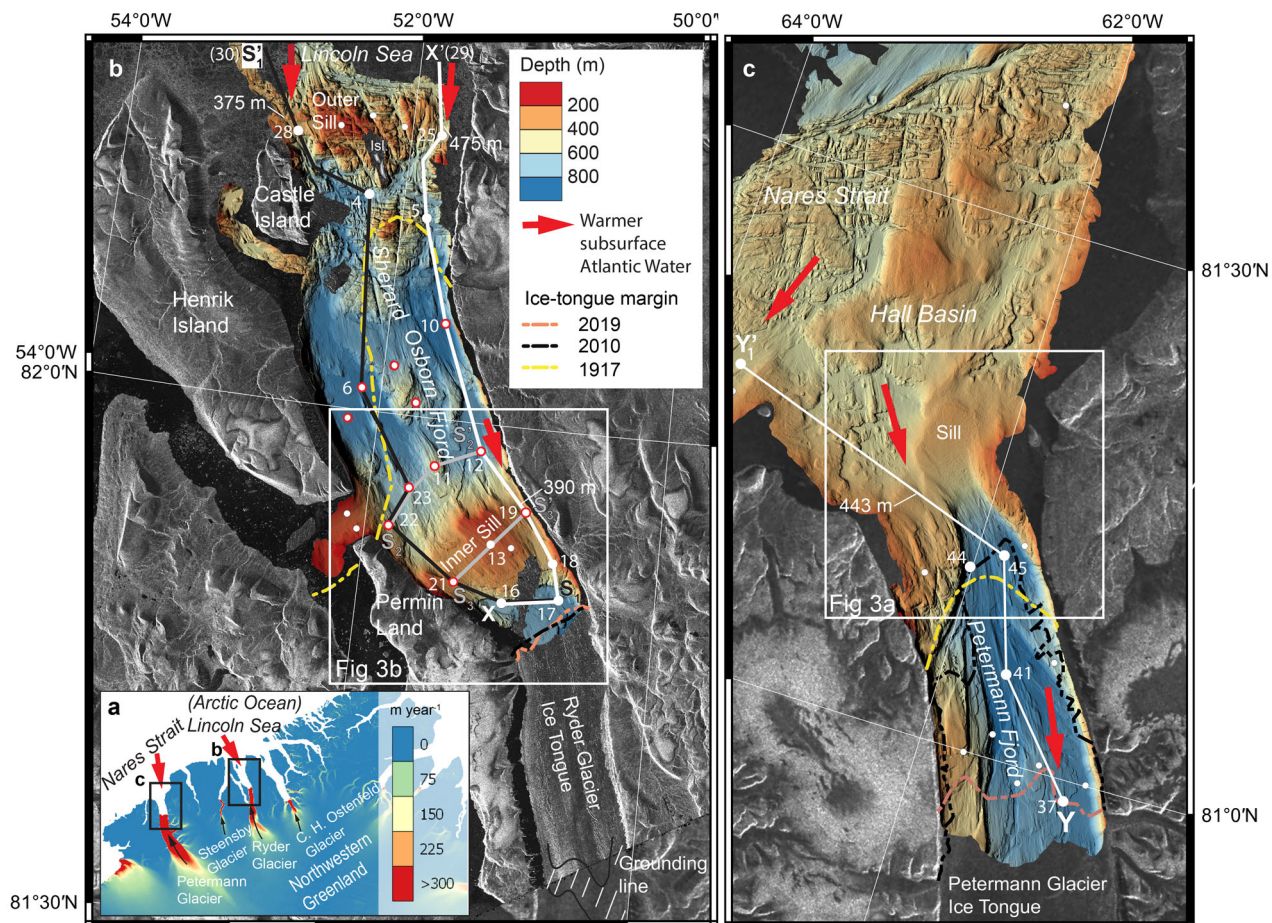 54°0'W
52°0'W
50°0'W
64°0'W
62°0'W
b
(30)
S'₁
Lincoln Sea
X'(29)
375 m
Outer
Sill
28
25
475 m
Isl.
Castle
Island
4
5
Sherard
Osborn
Fjord
Henrik
Island
10
54°0'W
82°0'N
6
S'₂
12
11
23
390 m
22
S₂
19
S'₃
Inner Sill
13
18
21
S₃
16
X
17
S₁
Permin
Land
Fig 3b
Ryder Glacier
Ice Tongue
Grounding
line
81°30'N
Depth (m)
200
400
600
800
Warmer
subsurface
Atlantic Water
Ice-tongue margin
2019
2010
1917
a
(Arctic Ocean)
Lincoln Sea
Nares Strait
b
c
m year⁻¹
0
75
150
225
>300
Steensby
Glacier
Ryder
Glacier
C. H. Ostenfeld
Glacier
Petermann
Glacier
Northwestern
Greenland
c
Nares Strait
81°30'N
Hall Basin
Y'₁
Sill
443 m
44
45
Fig 3a
Petermann Fjord
41
37
Y
81°0'N
Petermann Glacier
Ice Tongue